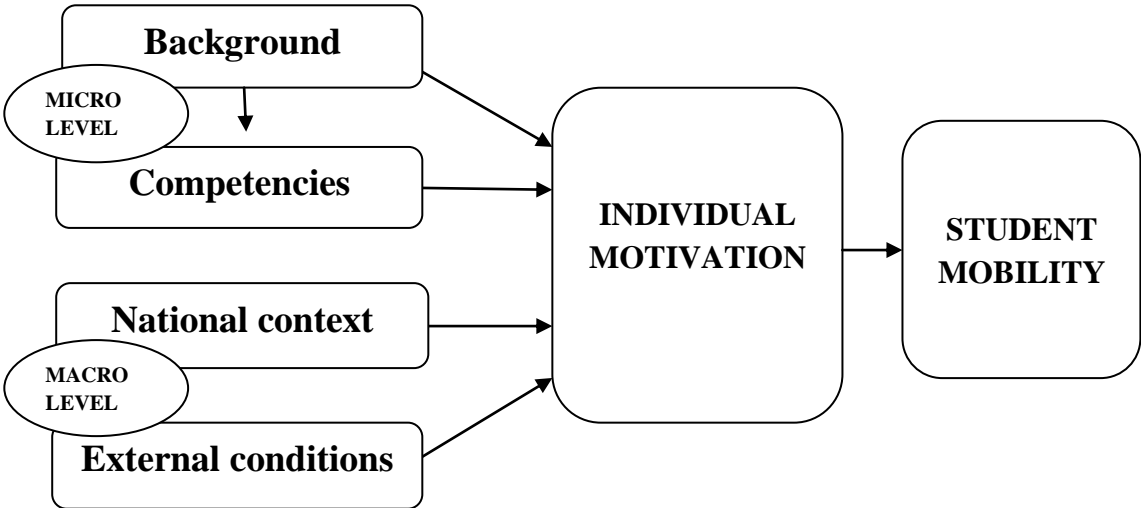 Background
MICRO
LEVEL
Competencies
National context
MACRO
LEVEL
External conditions
INDIVIDUAL
MOTIVATION
STUDENT
MOBILITY